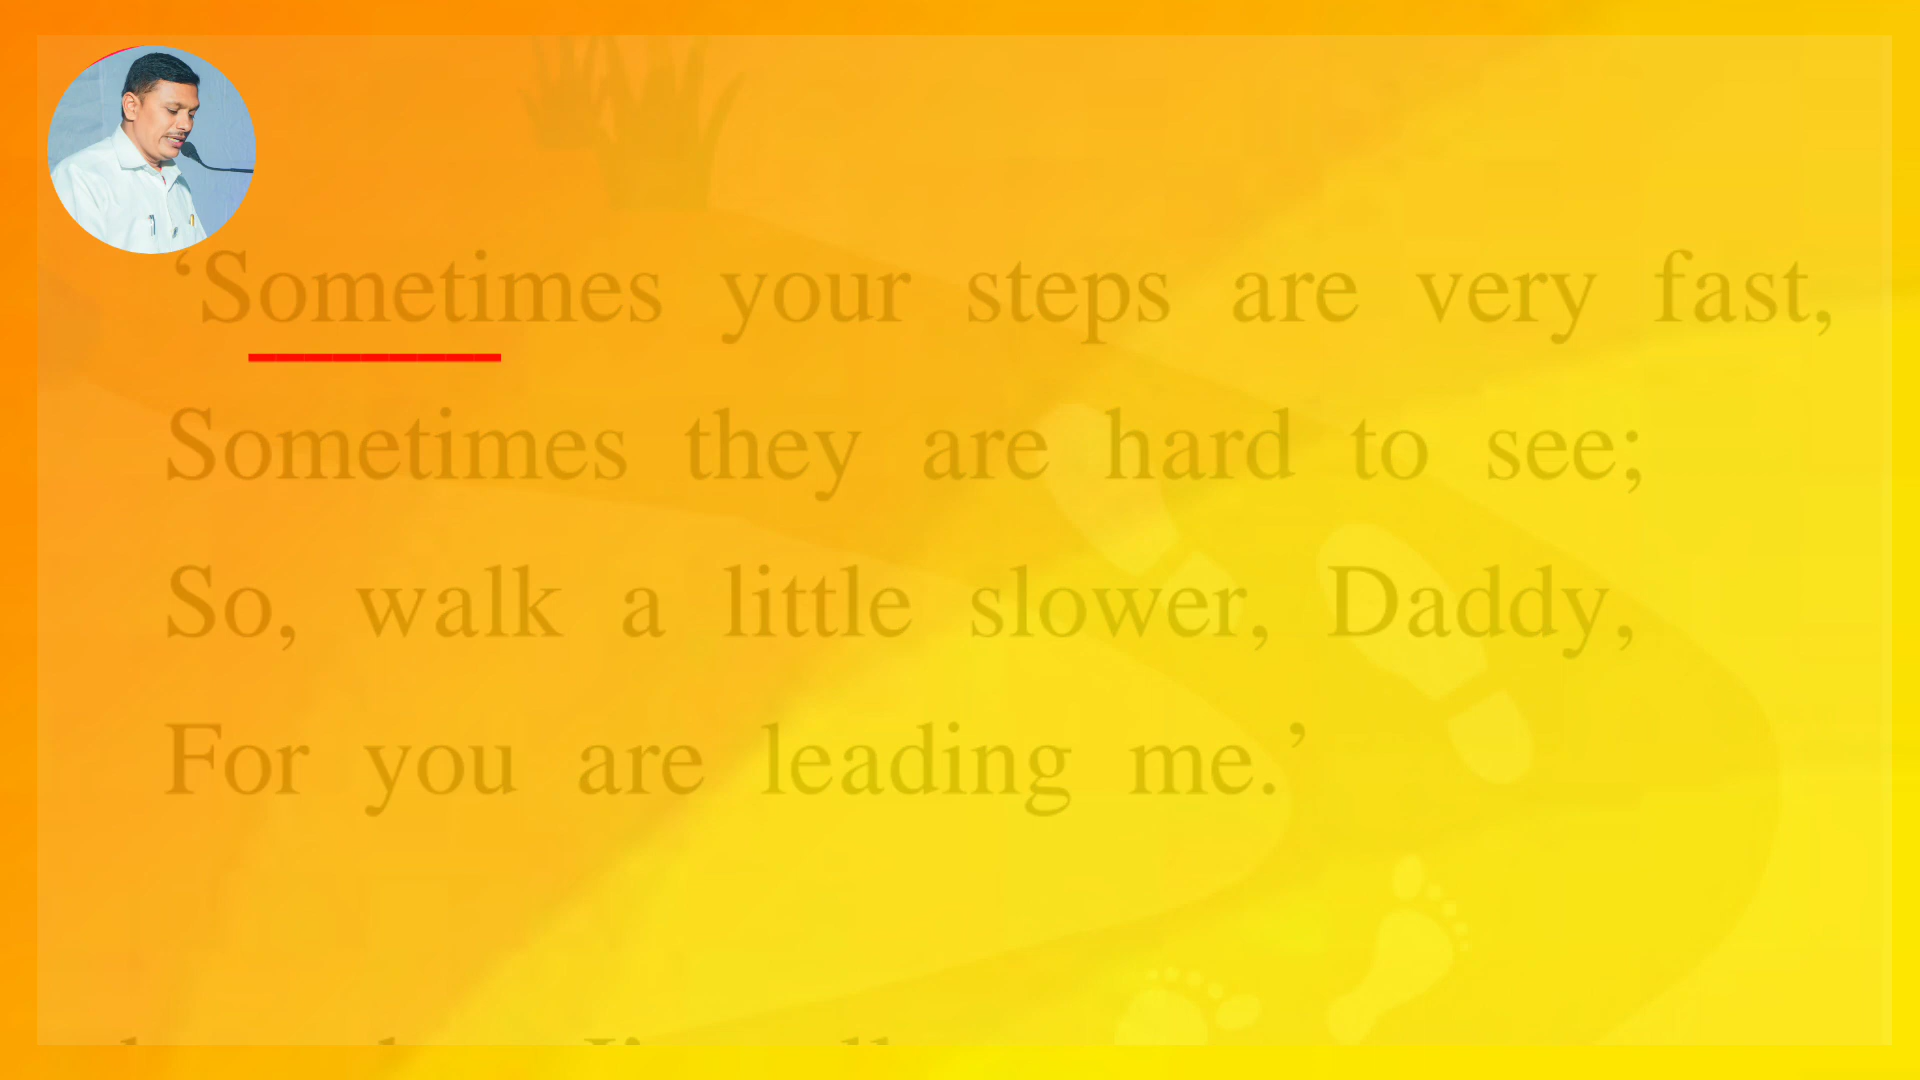 ‘Sometimes your steps are very fast,
Sometimes they are hard to see;
So, walk a little slower, Daddy,
For you are leading me.’